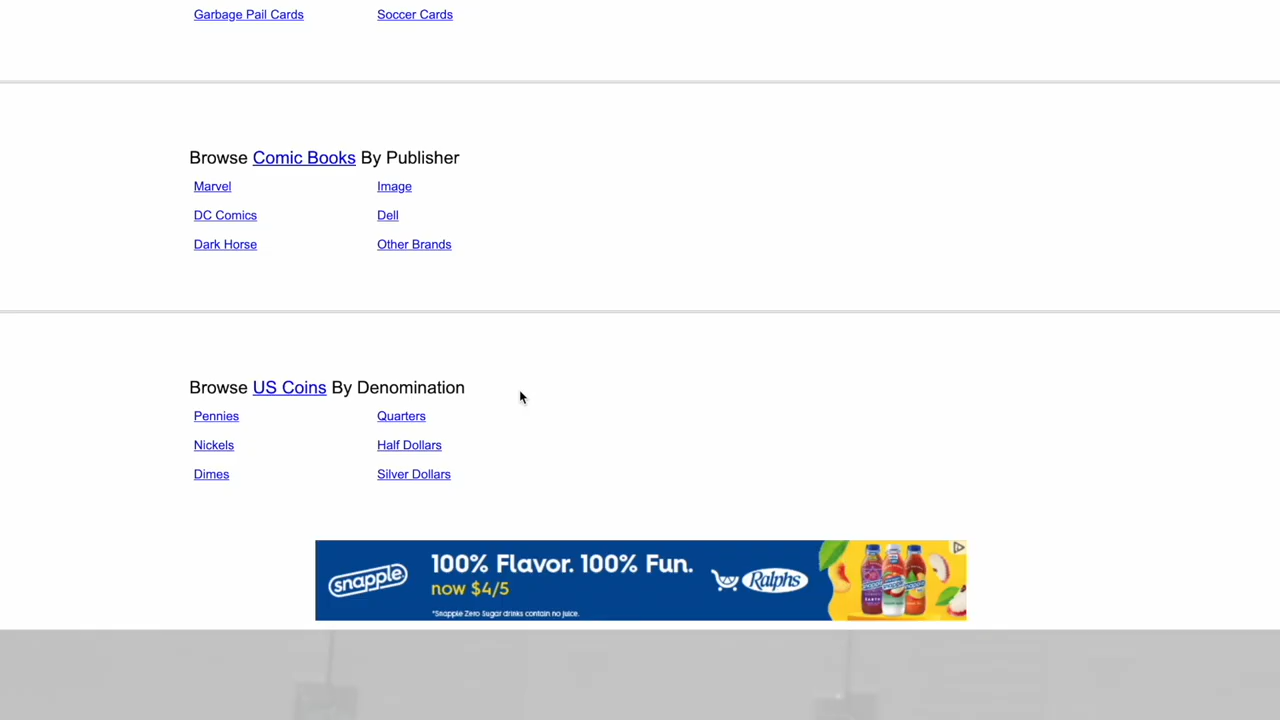 Garbage Pail Cards Soccer Cards
Browse Comic Books By Publisher
Marvel Image
DC Comics Dell
Dark Horse Other Brands
Browse US Coins By Denomination
Pennies Quarters
Nickels Half Dollars
Dimes Silver Dollars
snapple
100% Flavor. 100% Fun.
now $4/5
*Snapple Zero Sugar drinks contain no juice.
Ralphs